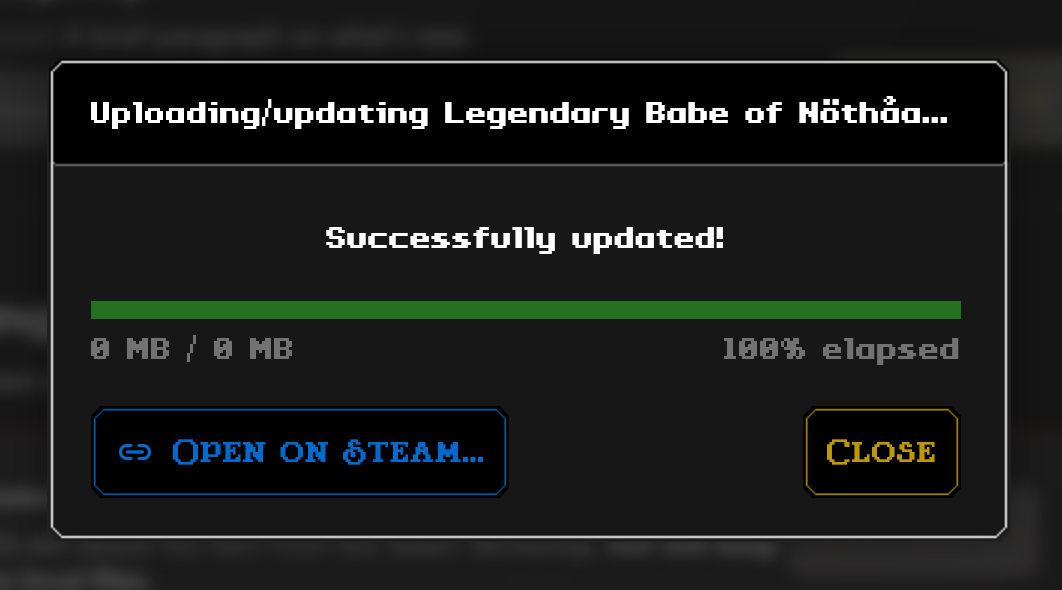 Uploading/updating Legendary Babe of Nöthåa...
Successfully updated!
0 MB / 0 MB
100% elapsed
Open on Steam...
Close